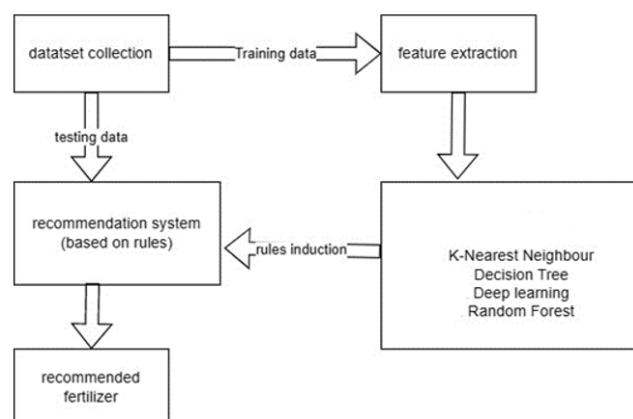 datatset collection
Training data
feature extraction
testing data
recommendation system
(based on rules)
rules induction
K-Nearest Neighbour
Decision Tree
Deep learning
Random Forest
recommended
fertilizer